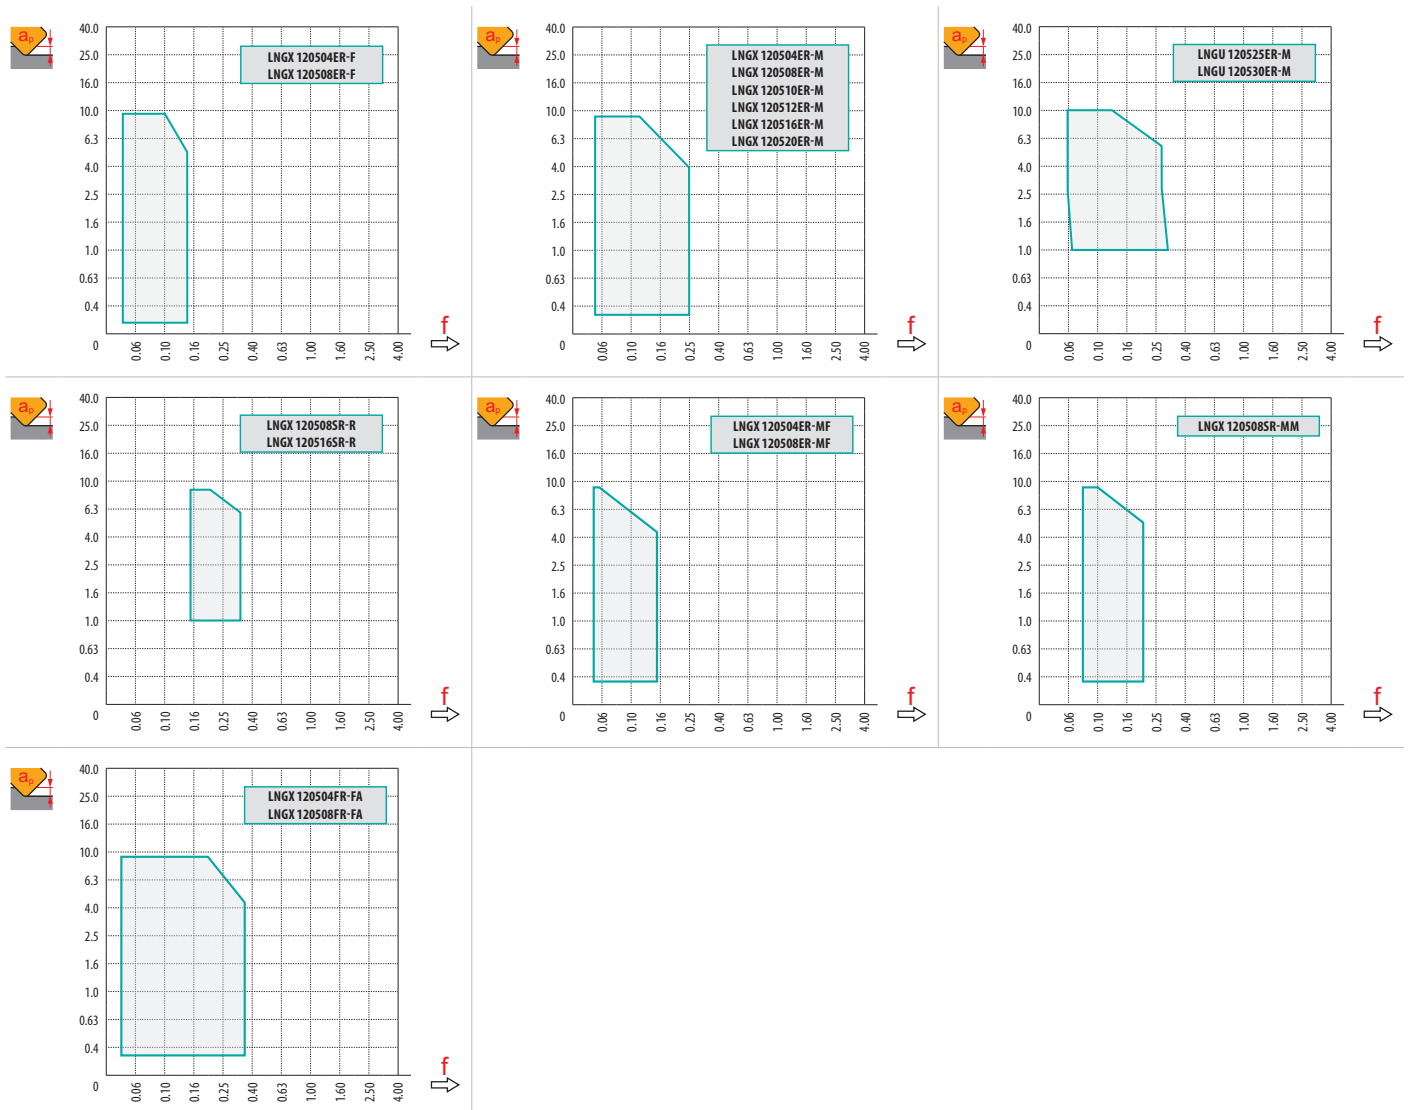 ap
40.0
25.0
16.0
10.0
6.3
4.0
2.5
1.6
1.0
0.63
0.4
0
LNGX 120504ER-F
LNGX 120508ER-F
0.06 0.10 0.16 0.25 0.40 0.63 1.00 1.60 2.50 4.00
f
ap
40.0
25.0
16.0
10.0
6.3
4.0
2.5
1.6
1.0
0.63
0.4
0
LNGX 120504ER-M
LNGX 120508ER-M
LNGX 120510ER-M
LNGX 120512ER-M
LNGX 120516ER-M
LNGX 120520ER-M
0.06 0.10 0.16 0.25 0.40 0.63 1.00 1.60 2.50 4.00
f
ap
40.0
25.0
16.0
10.0
6.3
4.0
2.5
1.6
1.0
0.63
0.4
0
LNGU 120525ER-M
LNGU 120530ER-M
0.06 0.10 0.16 0.25 0.40 0.63 1.00 1.60 2.50 4.00
f
ap
40.0
25.0
16.0
10.0
6.3
4.0
2.5
1.6
1.0
0.63
0.4
0
LNGX 120508SR-R
LNGX 120516SR-R
0.06 0.10 0.16 0.25 0.40 0.63 1.00 1.60 2.50 4.00
f
ap
40.0
25.0
16.0
10.0
6.3
4.0
2.5
1.6
1.0
0.63
0.4
0
LNGX 120504ER-MF
LNGX 120508ER-MF
0.06 0.10 0.16 0.25 0.40 0.63 1.00 1.60 2.50 4.00
f
ap
40.0
25.0
16.0
10.0
6.3
4.0
2.5
1.6
1.0
0.63
0.4
0
LNGX 120508SR-MM
0.06 0.10 0.16 0.25 0.40 0.63 1.00 1.60 2.50 4.00
f
ap
40.0
25.0
16.0
10.0
6.3
4.0
2.5
1.6
1.0
0.63
0.4
0
LNGX 120504FR-FA
LNGX 120508FR-FA
0.06 0.10 0.16 0.25 0.40 0.63 1.00 1.60 2.50 4.00
f